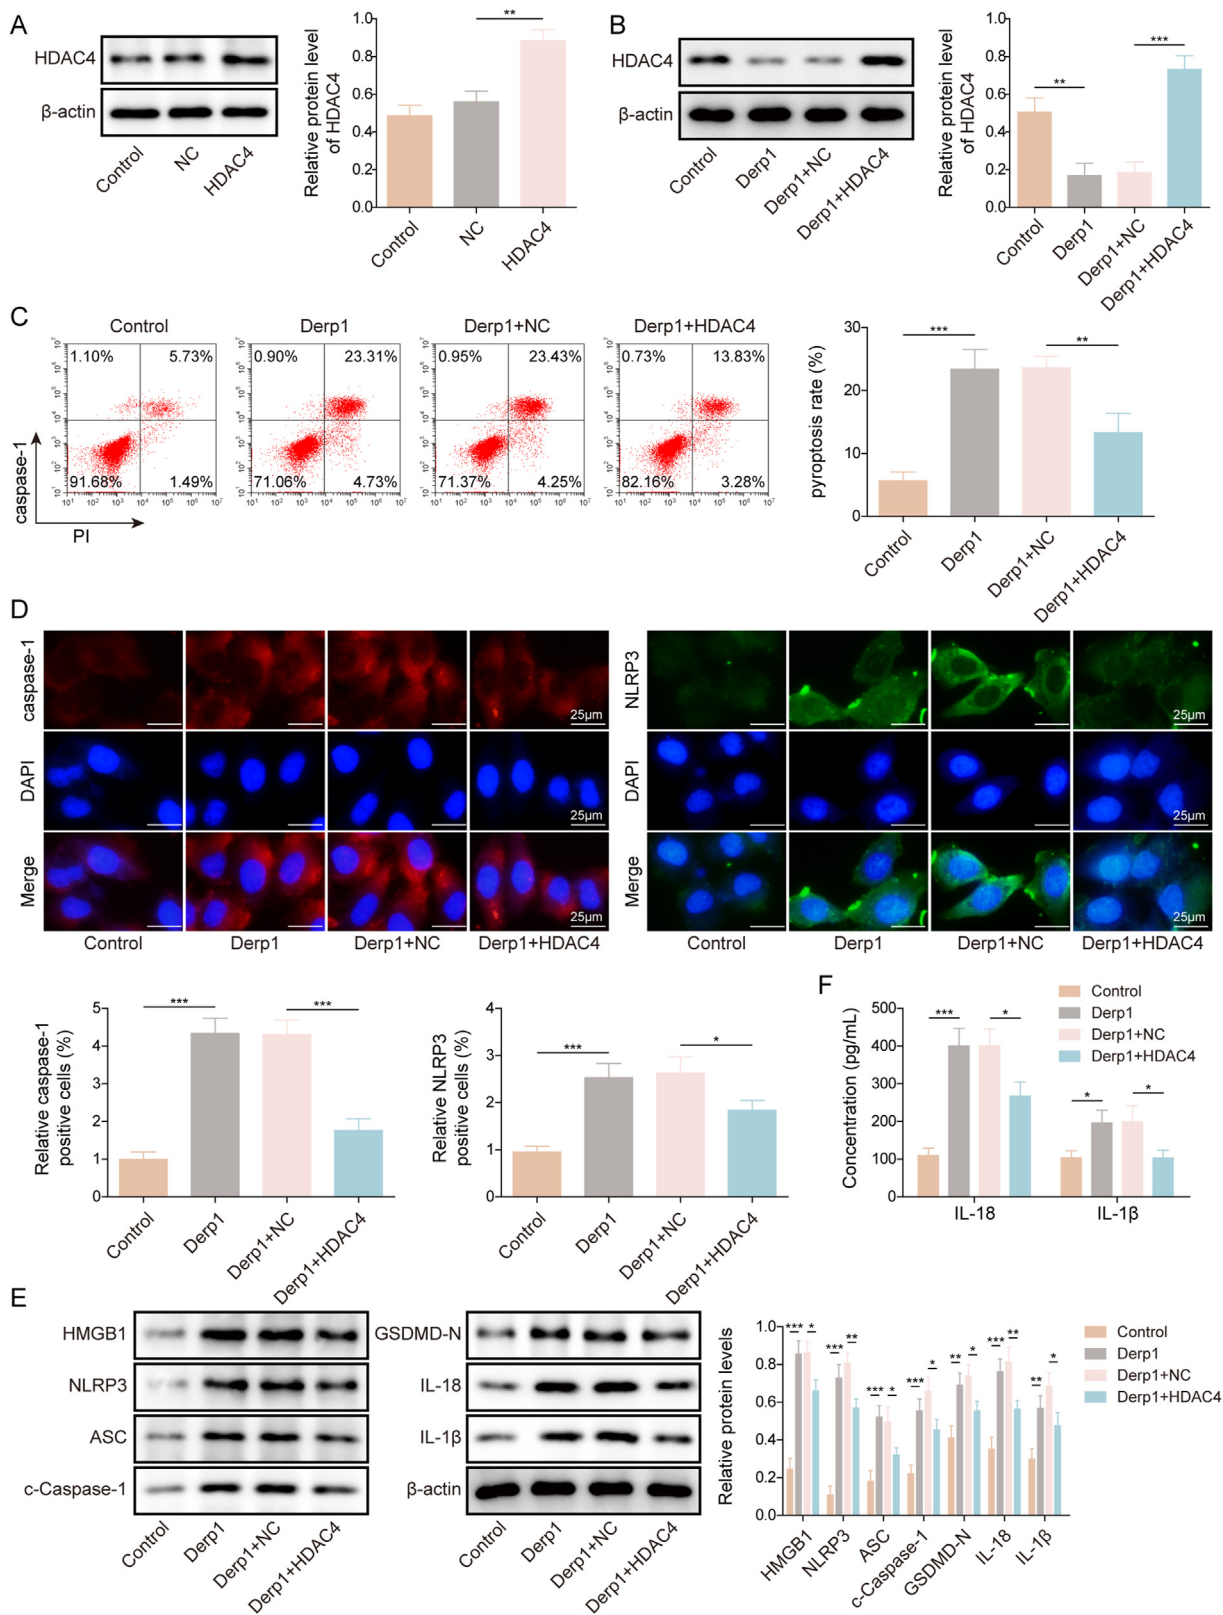 A
HDAC4
β-actin
Control
NC
HDAC4
Relative protein level
of HDAC4
1.0
0.8
0.6
0.4
0.2
0.0
**
Control
NC
HDAC4
B
HDAC4
β-actin
Control
Derp1
Derp1+NC
Derp1+HDAC4
Relative protein level
of HDAC4
1.0
0.8
0.6
0.4
0.2
0.0
**
***
Control
Derp1
Derp1+NC
Derp1+HDAC4
C
Control
Derp1
Derp1+NC
Derp1+HDAC4
1.10%
5.73%
91.68%
1.49%
0.90%
23.31%
71.06%
4.73%
0.95%
23.43%
71.37%
4.25%
0.73%
13.83%
82.16%
3.28%
caspase-1
PI
pyroptosis rate (%)
30
20
10
0
***
**
Control
Derp1
Derp1+NC
Derp1+HDAC4
D
caspase-1
25μm
DAPI
25μm
Merge
25μm
Control
Derp1
Derp1+NC
Derp1+HDAC4
NLRP3
25μm
DAPI
25μm
Merge
25μm
Control
Derp1
Derp1+NC
Derp1+HDAC4
Relative caspase-1
positive cells (%)
5
4
3
2
1
0
***
***
Control
Derp1
Derp1+NC
Derp1+HDAC4
Relative NLRP3
positive cells (%)
4
3
2
1
0
***
*
Control
Derp1
Derp1+NC
Derp1+HDAC4
F
Control
Derp1
Derp1+NC
Derp1+HDAC4
Concentration (pg/mL)
500
400
300
200
100
0
***
*
*
*
IL-18
IL-1β
E
HMGB1
NLRP3
ASC
c-Caspase-1
Control
Derp1
Derp1+NC
Derp1+HDAC4
GSDMD-N
IL-18
IL-1β
β-actin
Control
Derp1
Derp1+NC
Derp1+HDAC4
Relative protein levels
1.0
0.8
0.6
0.4
0.2
0.0
*** *
*** **
*** *
*** *
** *
*** **
** *
HMGB1
NLRP3
ASC
c-Caspase-1
GSDMD-N
IL-18
IL-1β
Control
Derp1
Derp1+NC
Derp1+HDAC4